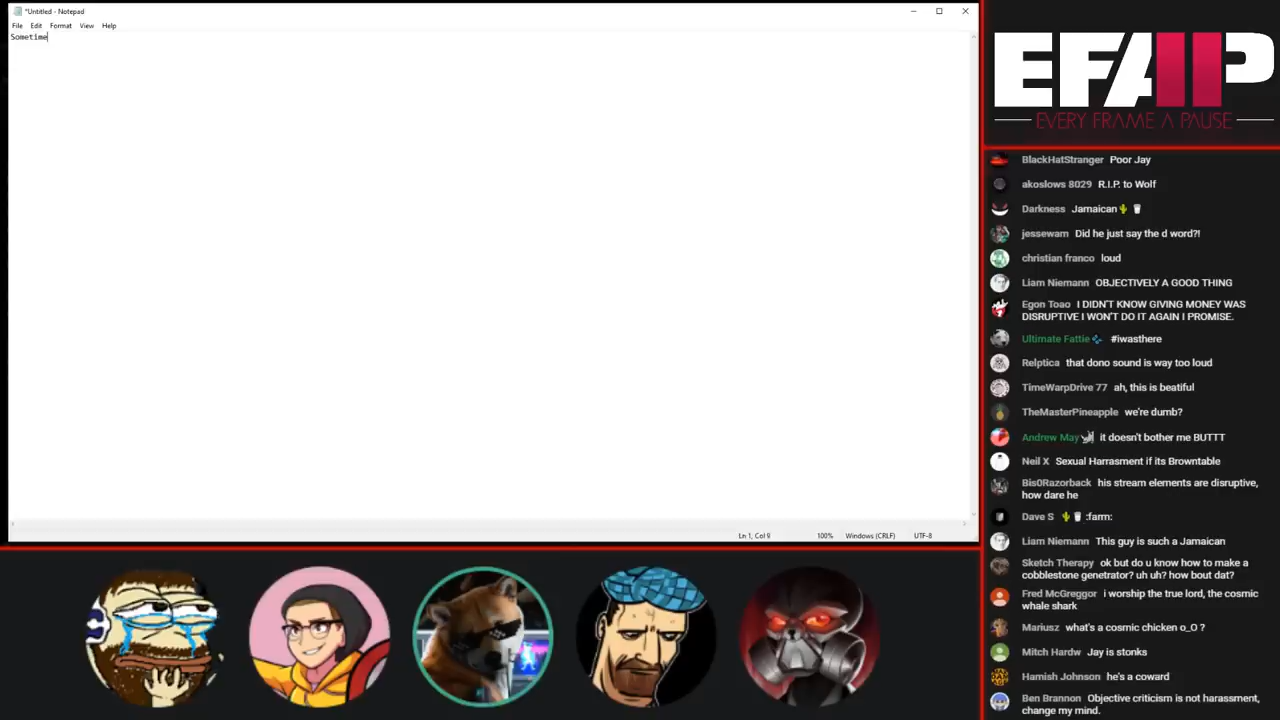 *Untitled - Notepad
File Edit Format View Help
Sometime
Ln 1, Col 9 100% Windows (CRLF) UTF-8
EFAP
EVERY FRAME A PAUSE
BlackHatStranger Poor Jay
akoslows 8029 R.I.P. to Wolf
Darkness Jamaican🌵 🥛
jessewam Did he just say the d word?!
christian franco loud
Liam Niemann OBJECTIVELY A GOOD THING
Egon Toao I DIDN'T KNOW GIVING MONEY WAS
DISRUPTIVE I WON'T DO IT AGAIN I PROMISE.
Ultimate Fattie #iwasthere
Relptica that dono sound is way too loud
TimeWarpDrive 77 ah, this is beatiful
TheMasterPineapple we're dumb?
Andrew May it doesn't bother me BUTTT
Neil X Sexual Harrasment if its Browntable
Bis0Razorback his stream elements are disruptive,
how dare he
Dave S 🌵 🥛 :farm:
Liam Niemann This guy is such a Jamaican
Sketch Therapy ok but do u know how to make a
cobblestone genetrator? uh uh? how bout dat?
Fred McGreggor i worship the true lord, the cosmic
whale shark
Mariusz what's a cosmic chicken o_O ?
Mitch Hardw Jay is stonks
Hamish Johnson he's a coward
Ben Brannon Objective criticism is not harassment,
change my mind.